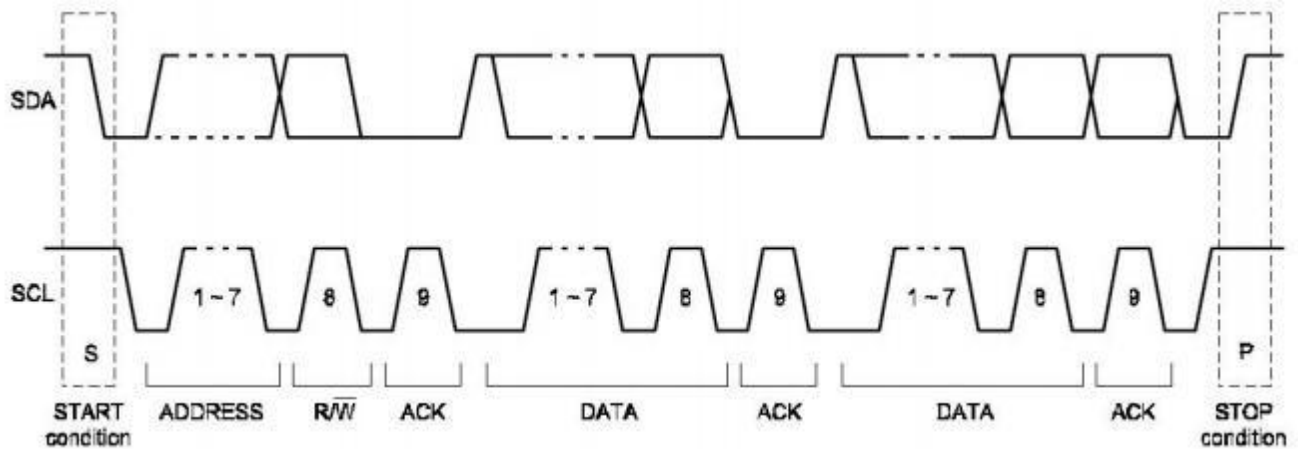 SDA
SCL
1 ~ 7 8 9 1 ~ 7 8 9 1 ~ 7 8 9
S P
START ADDRESS R/W̅ ACK DATA ACK DATA ACK STOP
condition condition